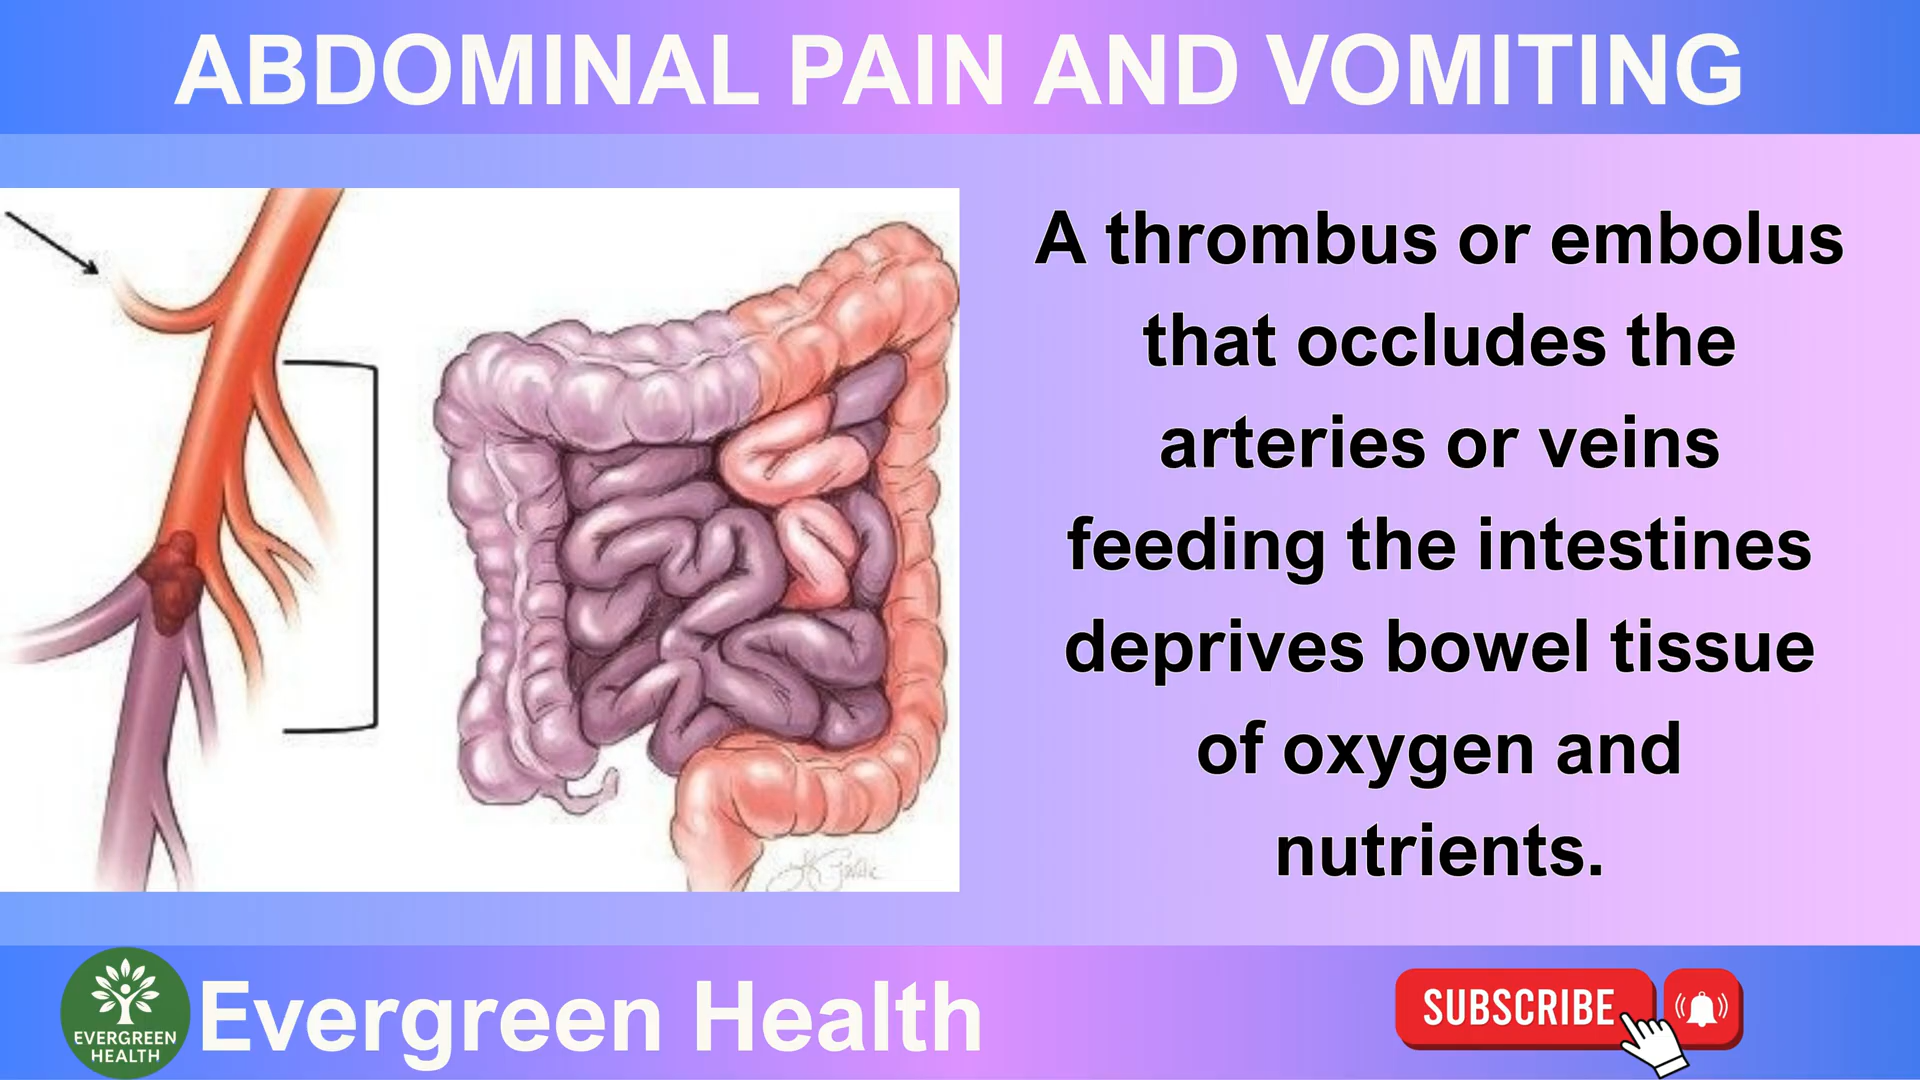 ABDOMINAL PAIN AND VOMITING
A thrombus or embolus
that occludes the
arteries or veins
feeding the intestines
deprives bowel tissue
of oxygen and
nutrients.
EVERGREEN
HEALTH
Evergreen Health
SUBSCRIBE